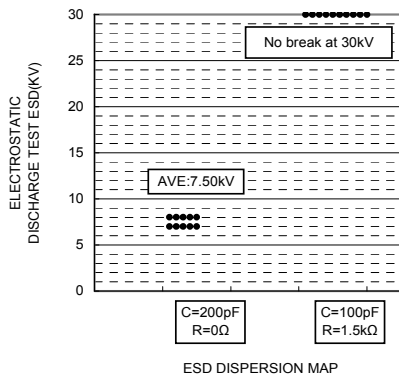 ELECTROSTATIC
DISCHARGE TEST ESD(KV)
30
25
20
15
10
5
0
No break at 30kV
AVE:7.50kV
C=200pF
R=0Ω
C=100pF
R=1.5kΩ
ESD DISPERSION MAP